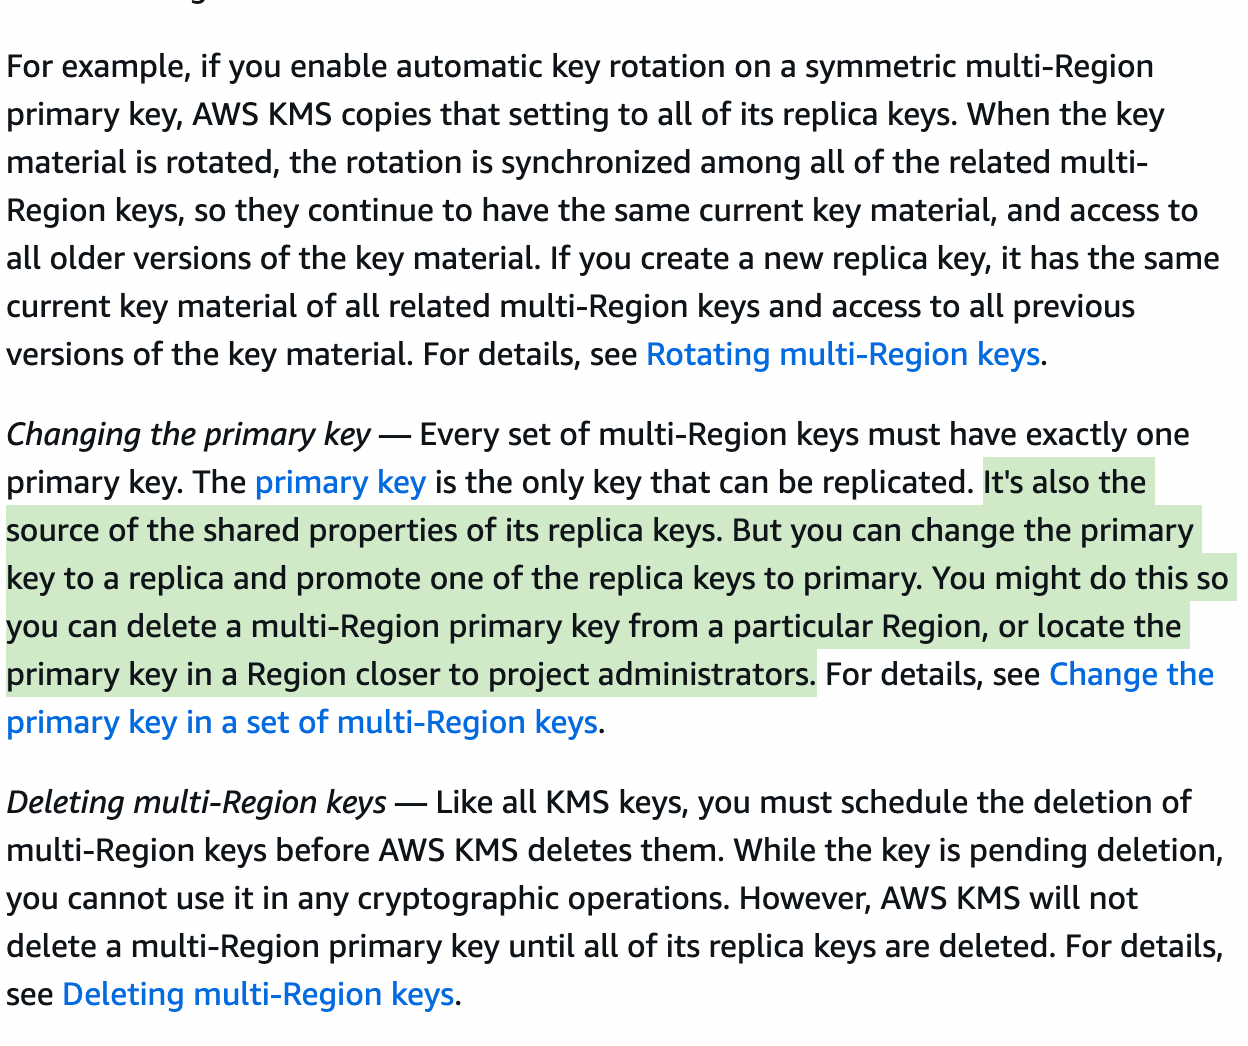 For example, if you enable automatic key rotation on a symmetric multi-Region
primary key, AWS KMS copies that setting to all of its replica keys. When the key
material is rotated, the rotation is synchronized among all of the related multi-
Region keys, so they continue to have the same current key material, and access to
all older versions of the key material. If you create a new replica key, it has the same
current key material of all related multi-Region keys and access to all previous
versions of the key material. For details, see Rotating multi-Region keys.
Changing the primary key — Every set of multi-Region keys must have exactly one
primary key. The primary key is the only key that can be replicated. It's also the
source of the shared properties of its replica keys. But you can change the primary
key to a replica and promote one of the replica keys to primary. You might do this so
you can delete a multi-Region primary key from a particular Region, or locate the
primary key in a Region closer to project administrators. For details, see Change the
primary key in a set of multi-Region keys.
Deleting multi-Region keys — Like all KMS keys, you must schedule the deletion of
multi-Region keys before AWS KMS deletes them. While the key is pending deletion,
you cannot use it in any cryptographic operations. However, AWS KMS will not
delete a multi-Region primary key until all of its replica keys are deleted. For details,
see Deleting multi-Region keys.